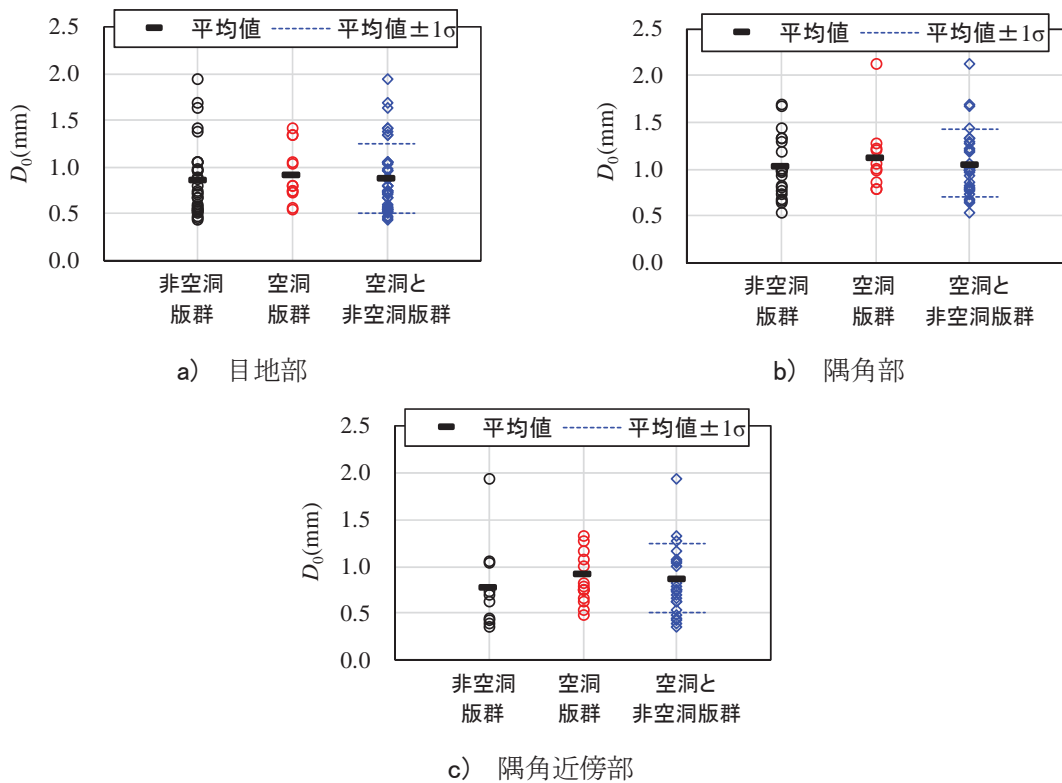 平均値 平均値±1σ
2.5
2.0
1.5
1.0
0.5
0.0
D0(mm)
非空洞
版群
空洞
版群
空洞と
非空洞版群
a) 目地部
平均値 平均値±1σ
2.5
2.0
1.5
1.0
0.5
0.0
D0(mm)
非空洞
版群
空洞
版群
空洞と
非空洞版群
b) 隅角部
平均値 平均値±1σ
2.5
2.0
1.5
1.0
0.5
0.0
D0(mm)
非空洞
版群
空洞
版群
空洞と
非空洞版群
c) 隅角近傍部